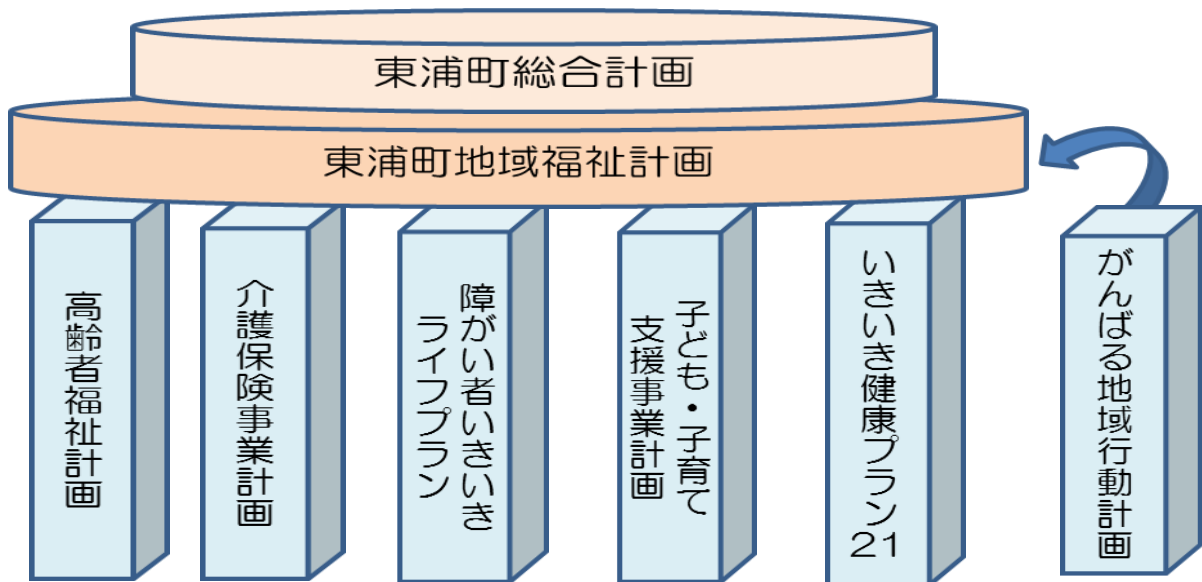 東浦町総合計画
東浦町地域福祉計画
高齢者福祉計画
介護保険事業計画
障がい者いきいき
ライフプラン
子ども・子育て
支援事業計画
いきいき健康プラン
21
がんばる地域行動計画